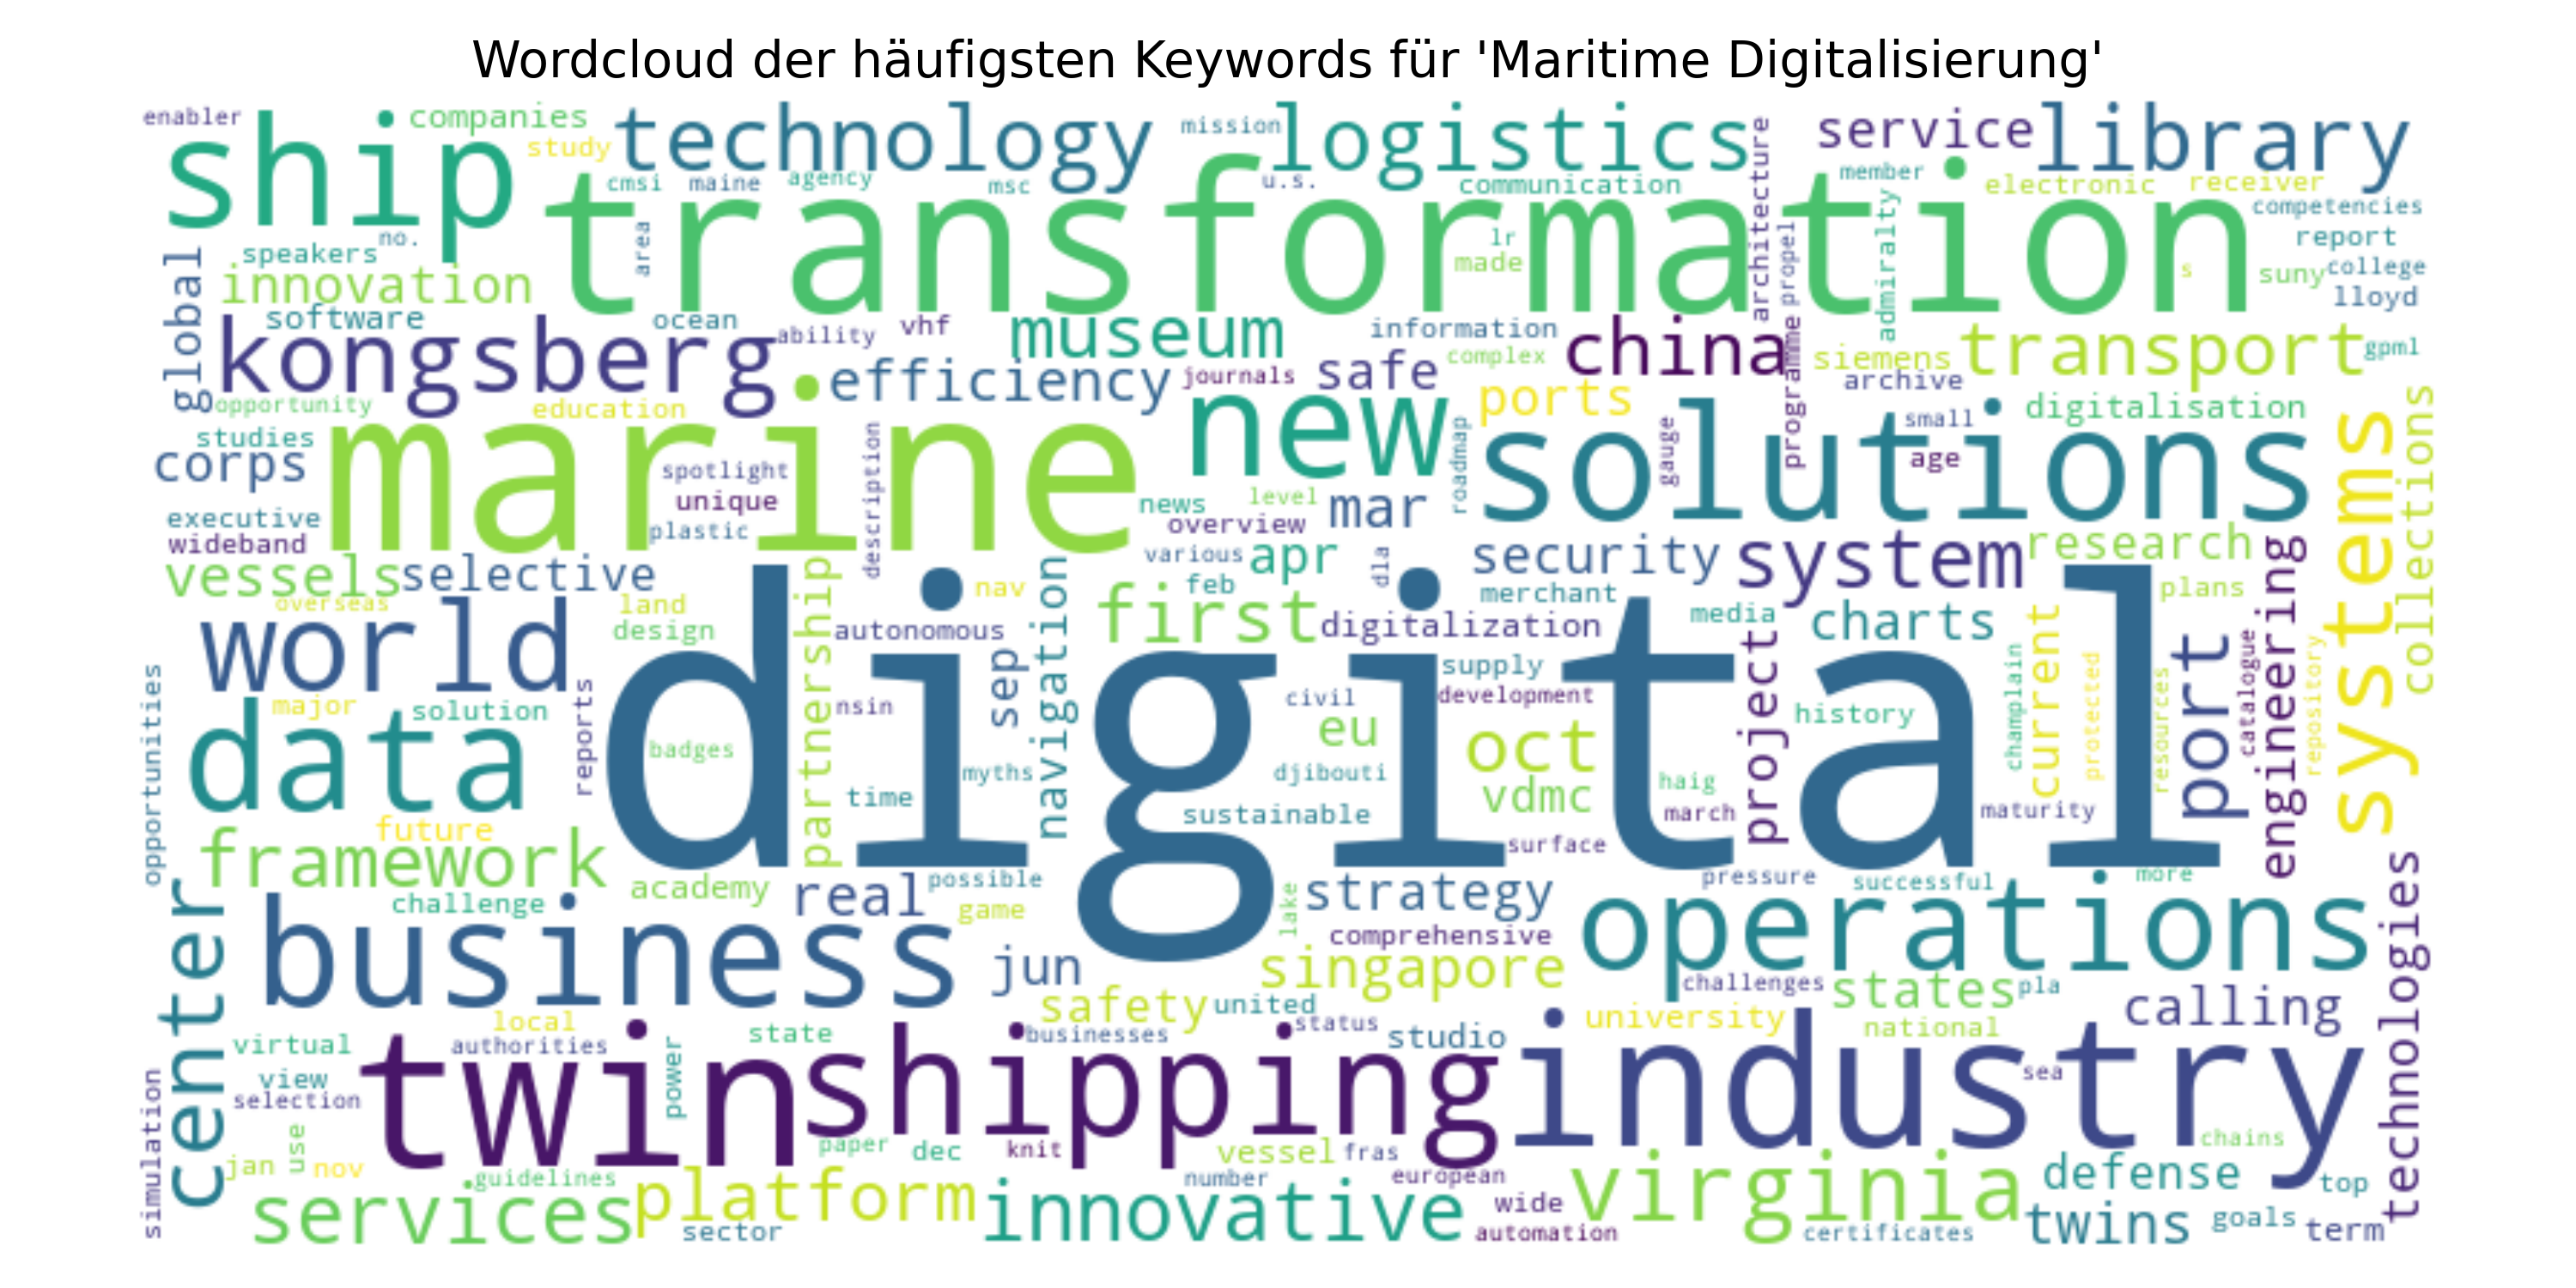 Wordcloud der häufigsten Keywords für 'Maritime Digitalisierung'
enabler
ship
companies
study
technology
mission
logistics
architecture
service
library
cmsi
maine
agency
msc
u.s.
communication
member
electronic
receiver
transformation
competencies
no.
speakers
area
lr
made
propel
admiralty
report
s
suny
college
lloyd
global
innovation
software
ocean
ability
vhf
museum
information
china
programme
siemens
transport
gpml
kongsberg
efficiency
journals
safe
complex
archive
opportunity
education
new
ports
small
digitalisation
collections
studies
corps
marine
spotlight
unique
description
roadmap
gauge
solutions
age
systems
executive
wideband
plastic
news
level
overview
mar
vessels
selective
various
apr
dla
security
system
research
engineering
overseas
land
design
partnership
nav
navigation
feb
first
merchant
plans
world
autonomous
digitalization
media
charts
current
port
opportunities
major
solution
reports
sep
nsin
digital
civil
supply
development
project
history
champlain
protected
resources
catalogue
repository
data
badges
time
myths
eu
djibouti
oct
vdmc
haig
march
maturity
sustainable
surface
future
framework
academy
real
possible
lake
strategy
pressure
successful
more
center
challenge
game
comprehensive
operations
technologies
business
jun
singapore
challenges
states
pla
calling
safety
united
local
university
national
virtual
authorities
state
businesses
status
studio
view
selection
twin
power
shipping
industry
sea
simulation
use
jan
nov
paper
dec
knit
vessel
fras
chains
guidelines
number
european
virginia
defense
top
services
platform
innovative
wide
twins
goals
term
sector
automation
certificates